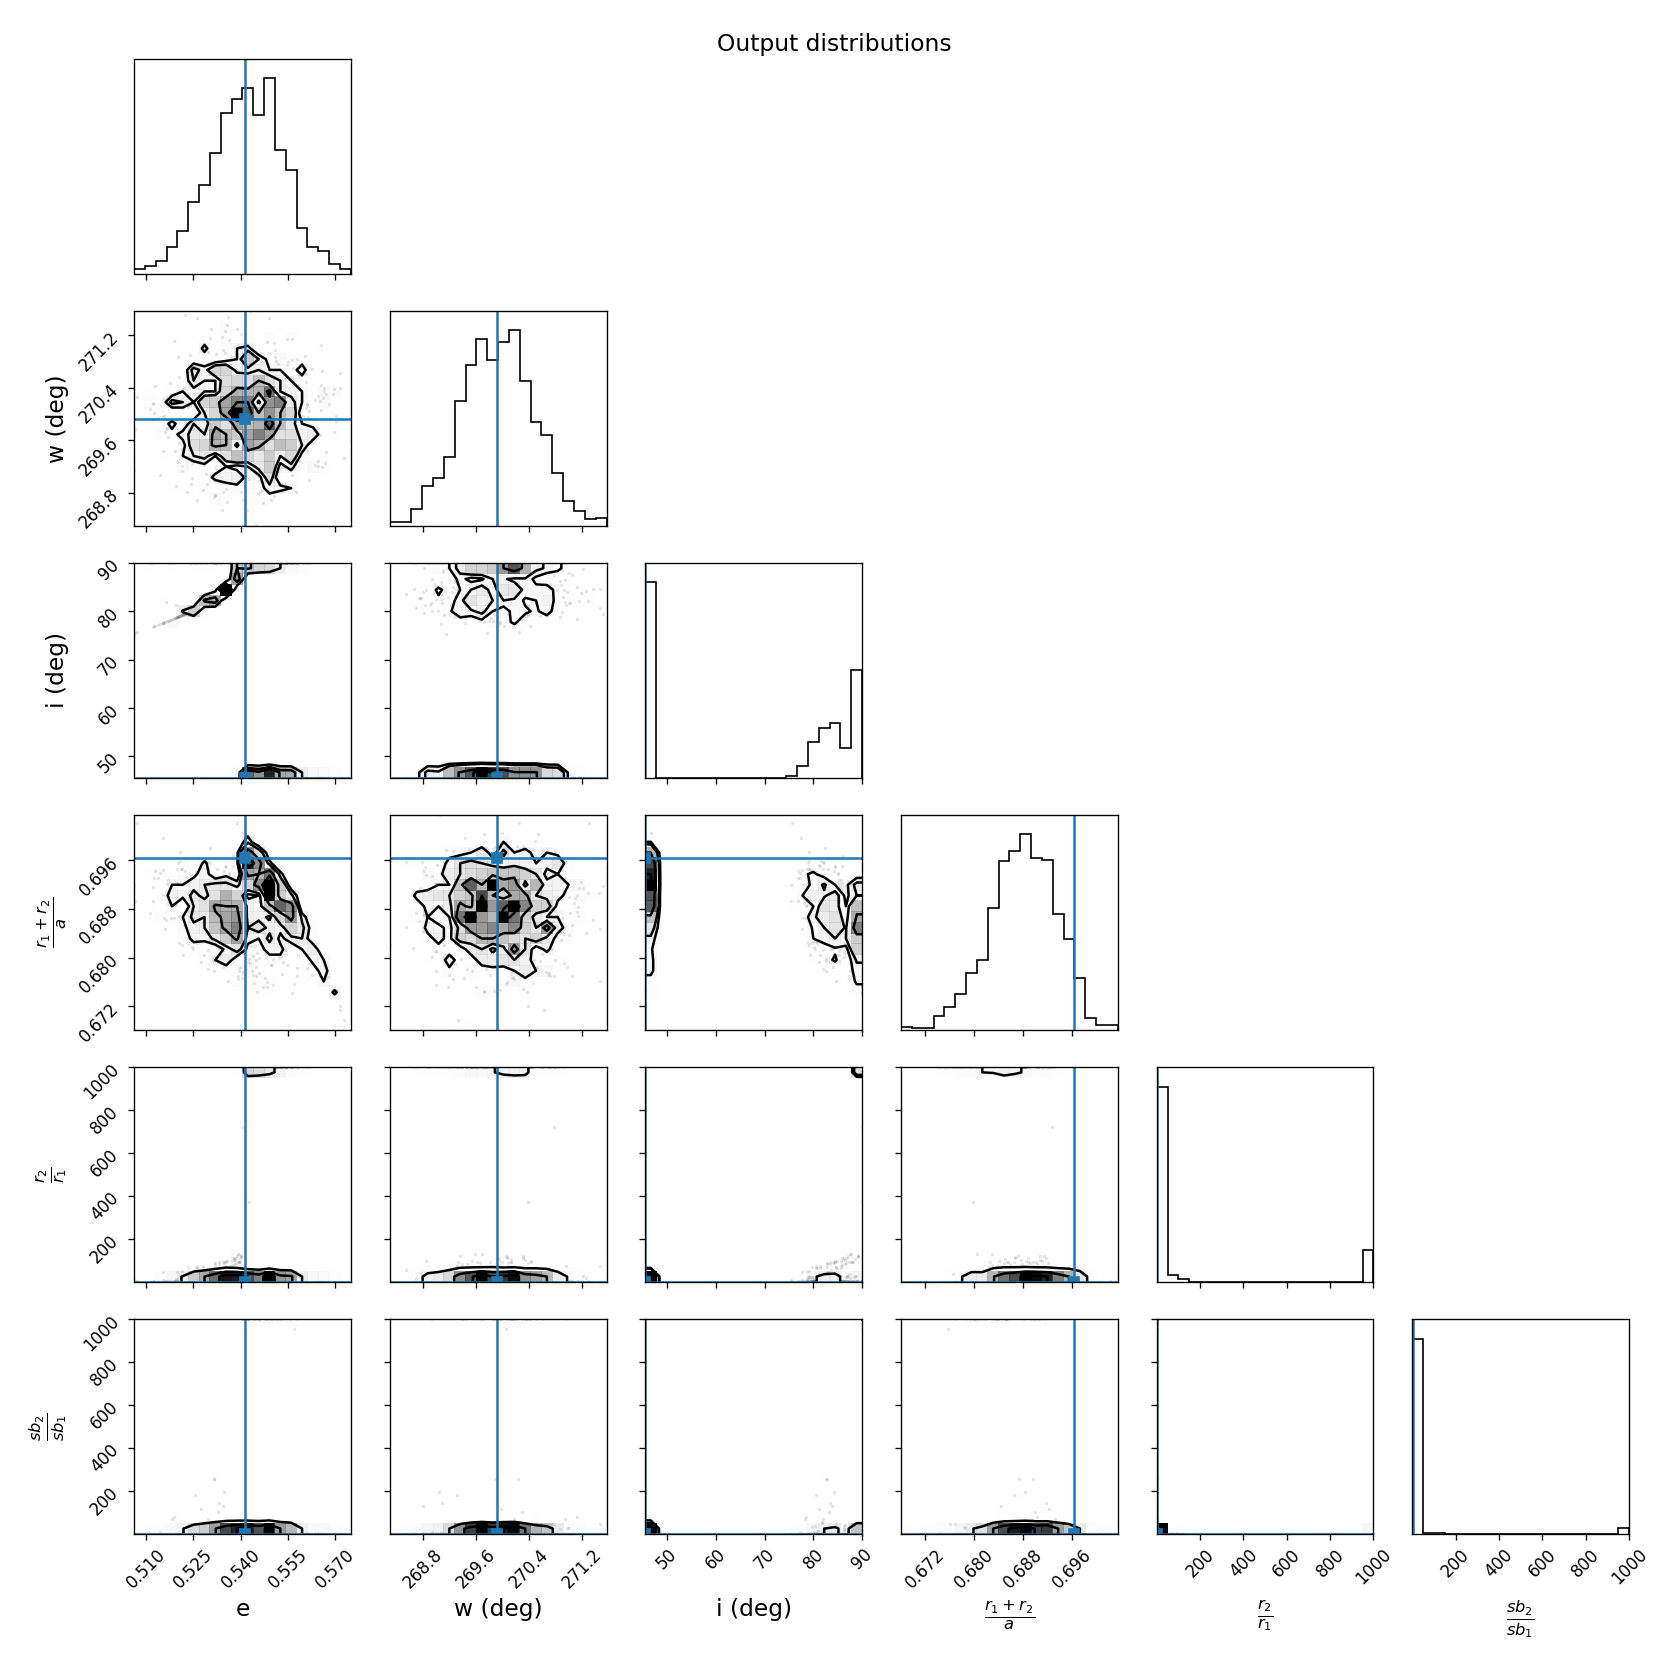 Output distributions
271.2
270.4
269.6
268.8
w (deg)
90
80
70
60
50
i (deg)
0.696
0.688
0.680
0.672
r₁ + r₂
a
1000
800
600
400
200
r₂
r₁
1000
800
600
400
200
sb₂
sb₁
0.510 0.525 0.540 0.555 0.570 268.8 269.6 270.4 271.2 50 60 70 80 90 0.672 0.680 0.688 0.696 200 400 600 800 1000 200 400 600 800 1000
e w (deg) i (deg)
r₁ + r₂
a
r₂
r₁
sb₂
sb₁